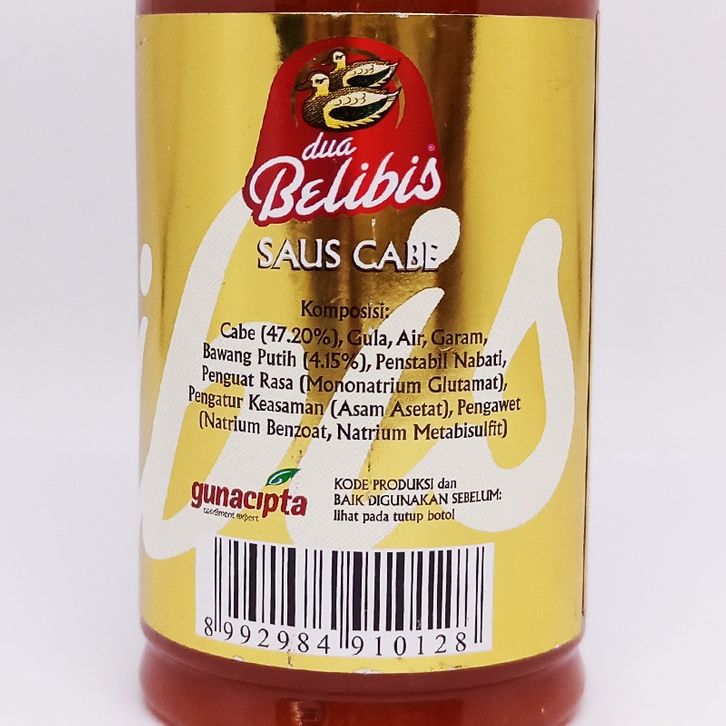 dua
Belibis
SAUS CABE
Komposisi:
Cabe (47.20%), Gula, Air, Garam,
Bawang Putih (4.15%), Penstabil Nabati,
Penguat Rasa (Mononatrium Glutamat),
Pengatur Keasaman (Asam Asetat), Pengawet
(Natrium Benzoat, Natrium Metabisulfit)
gunacipta
condiment expert
KODE PRODUKSI dan
BAIK DIGUNAKAN SEBELUM:
lihat pada tutup botol
8 992984 910128